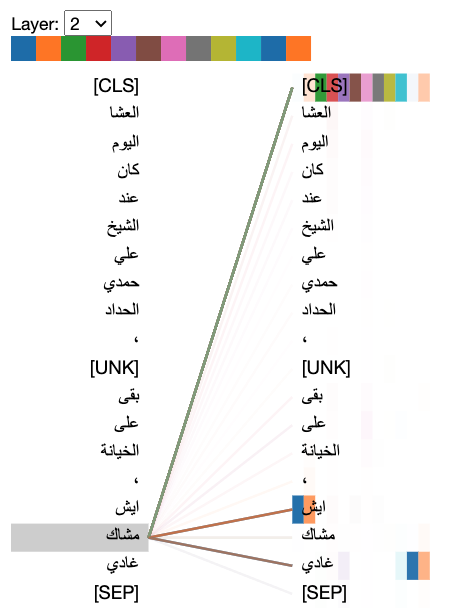 Layer: 2
[CLS] [CLS]
العشا العشا
اليوم اليوم
كان كان
عند عند
الشيخ الشيخ
علي علي
حمدي حمدي
الحداد الحداد
، ،
[UNK] [UNK]
بقى بقى
على على
الخيانة الخيانة
، ،
ايش ايش
مشاك مشاك
غادي غادي
[SEP] [SEP]